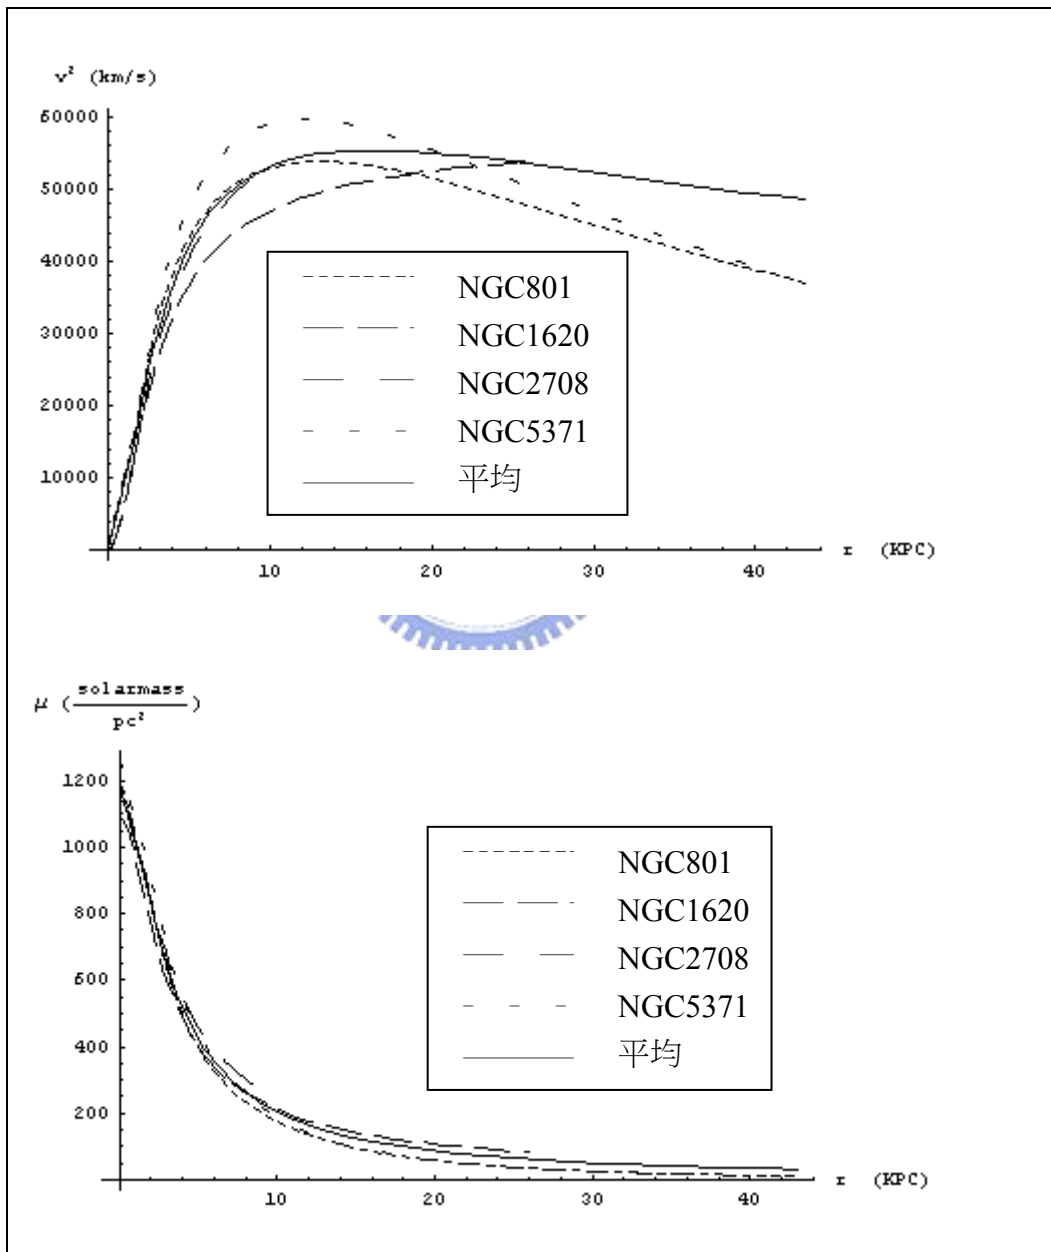 v² (km/s)
60000
50000
40000
30000
20000
10000
10 20 30 40 r (KPC)
NGC801
NGC1620
NGC2708
NGC5371
平均
μ (solarmass/pc²)
1200
1000
800
600
400
200
10 20 30 40 r (KPC)
NGC801
NGC1620
NGC2708
NGC5371
平均